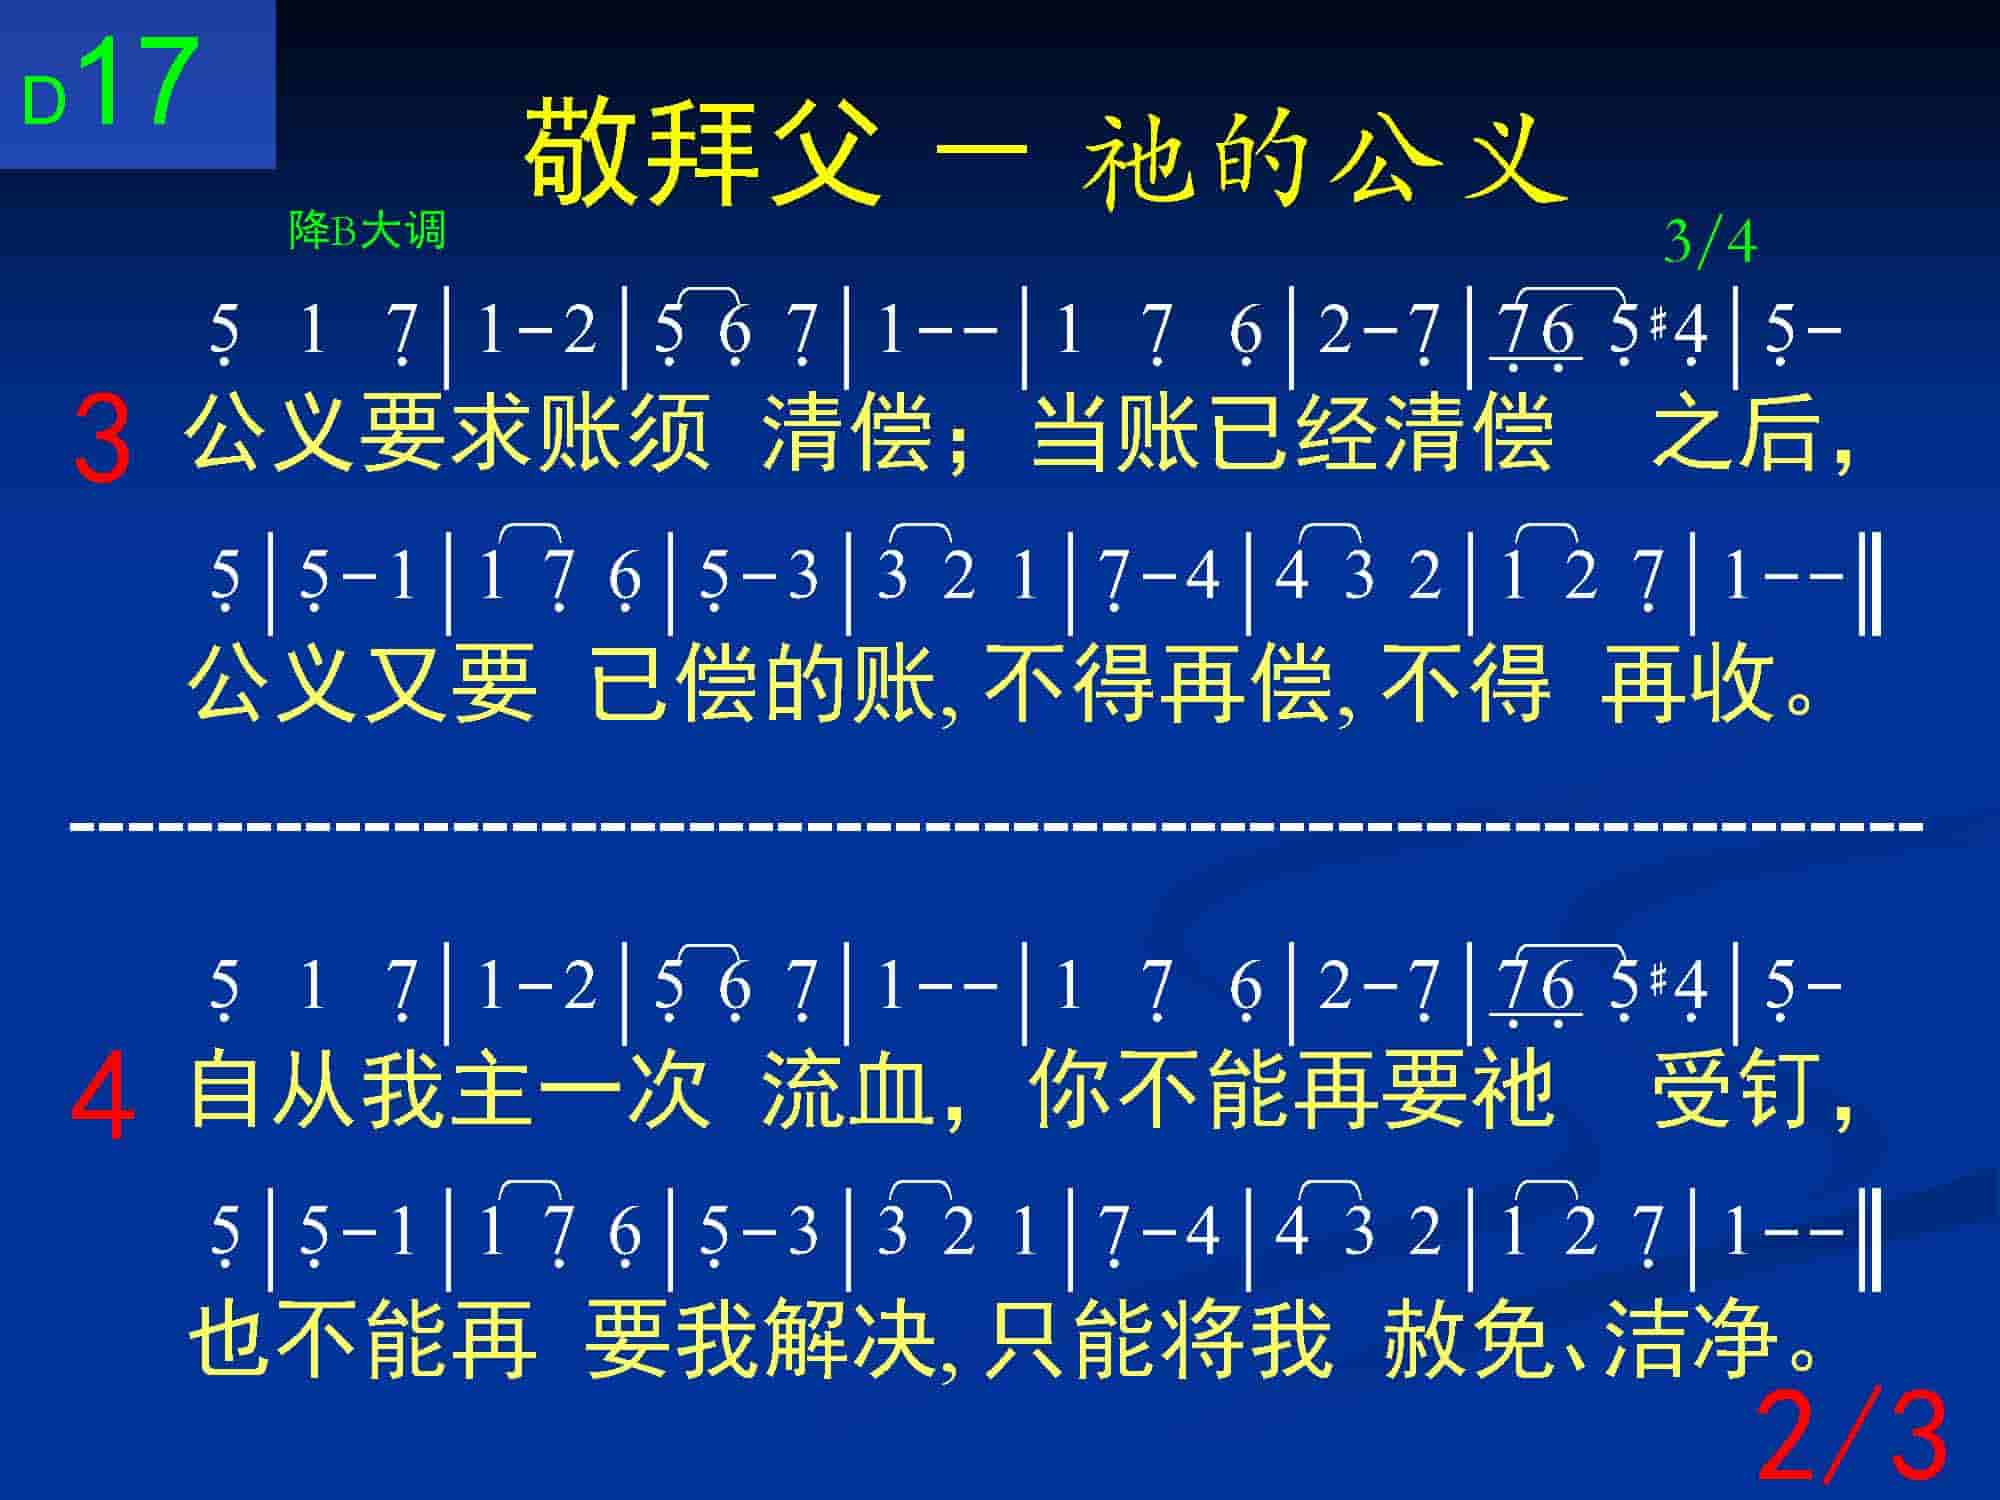 D17
敬拜父 — 祂的公义
降B大调 3/4
5̣ 1 7̣ | 1 - 2 | 5̣ 6̣ 7̣ | 1 - - | 1 7̣ 6̣ | 2 - 7̣ | 7̣6̣ 5̣ #4̣ | 5̣ -
3 公义要求账须 清偿；当账已经清偿 之后，
5̣ | 5̣ - 1 | 1 7̣ 6̣ | 5̣ - 3 | 3 2 1 | 7̣ - 4 | 4 3 2 | 1 2 7̣ | 1 - - ‖
公义又要 已偿的账,不得再偿,不得 再收。
5̣ 1 7̣ | 1 - 2 | 5̣ 6̣ 7̣ | 1 - - | 1 7̣ 6̣ | 2 - 7̣ | 7̣6̣ 5̣ #4̣ | 5̣ -
4 自从我主一次 流血，你不能再要祂 受钉，
5̣ | 5̣ - 1 | 1 7̣ 6̣ | 5̣ - 3 | 3 2 1 | 7̣ - 4 | 4 3 2 | 1 2 7̣ | 1 - - ‖
也不能再 要我解决,只能将我 赦免、洁净。
2/3